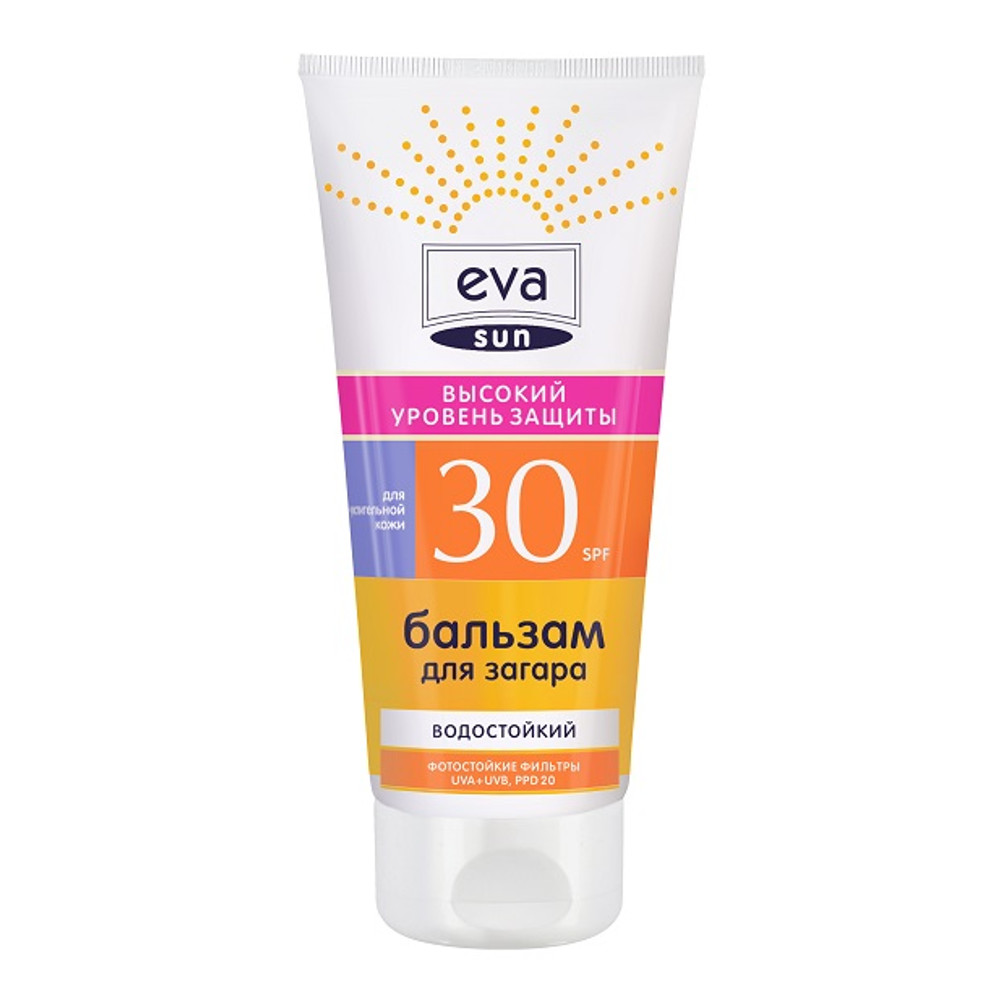 eva
sun
ВЫСОКИЙ
УРОВЕНЬ ЗАЩИТЫ
для
кожи
30
SPF
бальзам
для загара
ВОДОСТОЙКИЙ
ФОТОСТОЙКИЕ ФИЛЬТРЫ
UVA+UVB, PPD 20